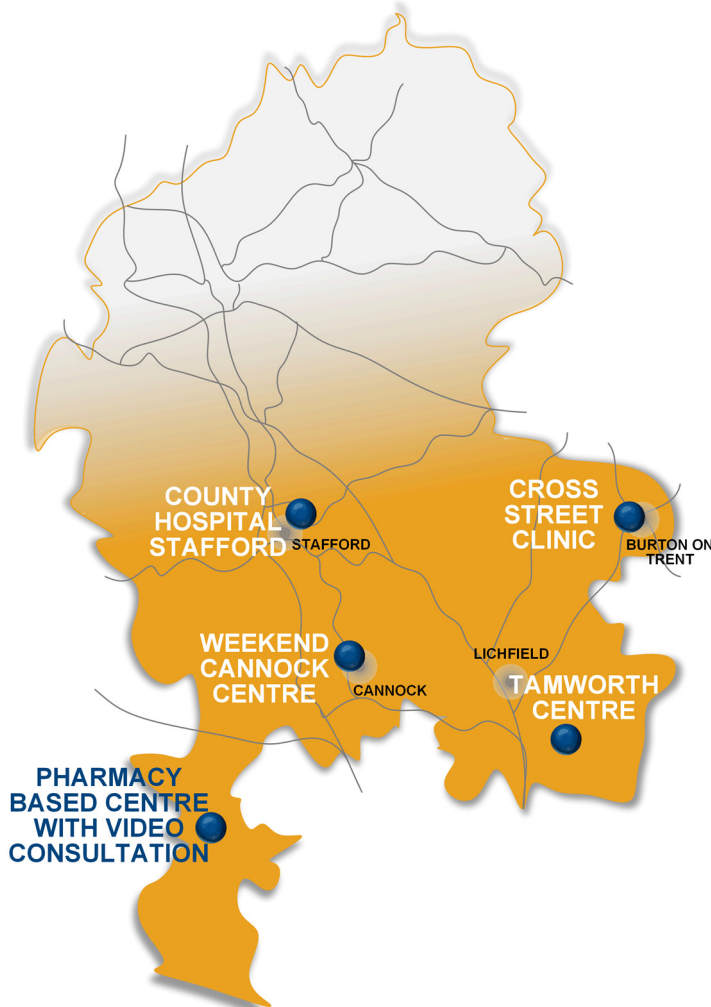 COUNTY
HOSPITAL
STAFFORD
STAFFORD
CROSS
STREET
CLINIC
BURTON ON
TRENT
WEEKEND
CANNOCK
CENTRE
CANNOCK
LICHFIELD
TAMWORTH
CENTRE
PHARMACY
BASED CENTRE
WITH VIDEO
CONSULTATION